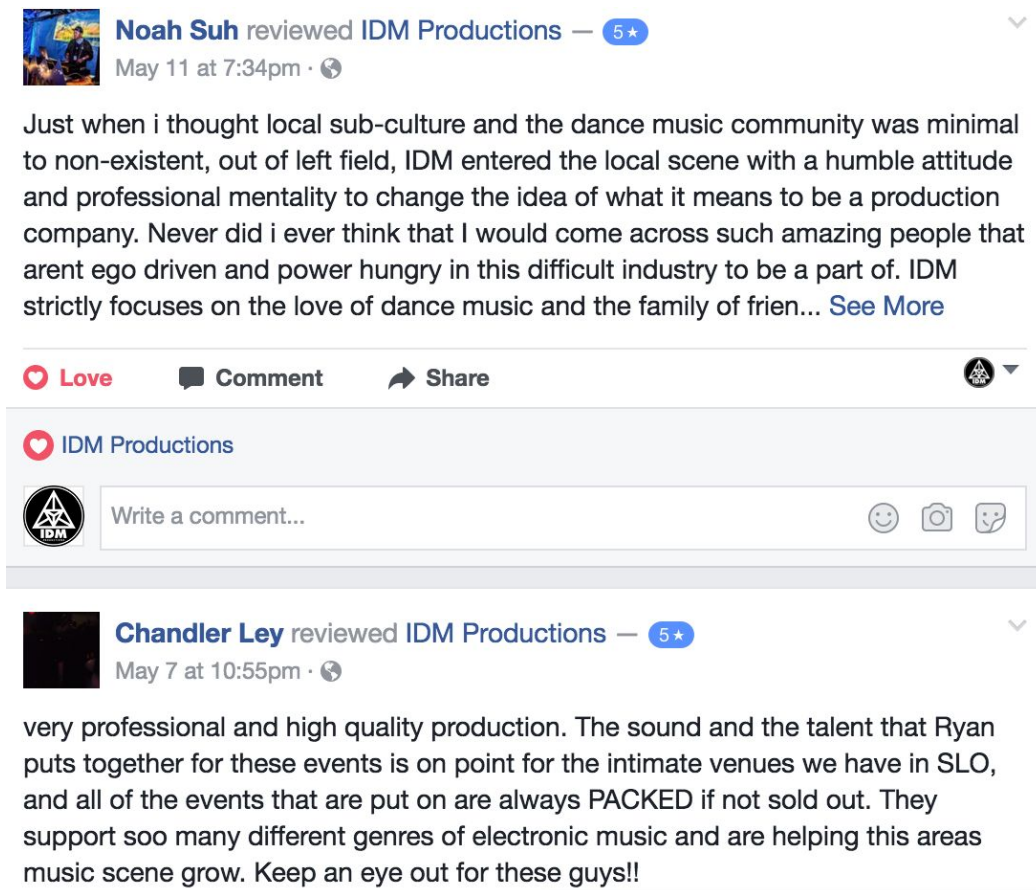 Noah Suh reviewed IDM Productions — 5★
May 11 at 7:34pm ·
Just when i thought local sub-culture and the dance music community was minimal
to non-existent, out of left field, IDM entered the local scene with a humble attitude
and professional mentality to change the idea of what it means to be a production
company. Never did i ever think that I would come across such amazing people that
arent ego driven and power hungry in this difficult industry to be a part of. IDM
strictly focuses on the love of dance music and the family of frien... See More
Love Comment Share
IDM
IDM Productions
IDM
Write a comment...
Chandler Ley reviewed IDM Productions — 5★
May 7 at 10:55pm ·
very professional and high quality production. The sound and the talent that Ryan
puts together for these events is on point for the intimate venues we have in SLO,
and all of the events that are put on are always PACKED if not sold out. They
support soo many different genres of electronic music and are helping this areas
music scene grow. Keep an eye out for these guys!!